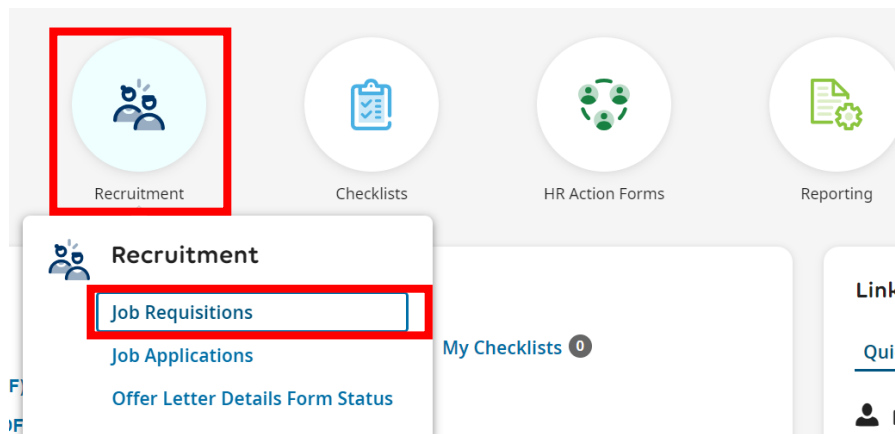 Recruitment
Checklists
HR Action Forms
Reporting
Recruitment
Job Requisitions
Job Applications
Offer Letter Details Form Status
My Checklists 0